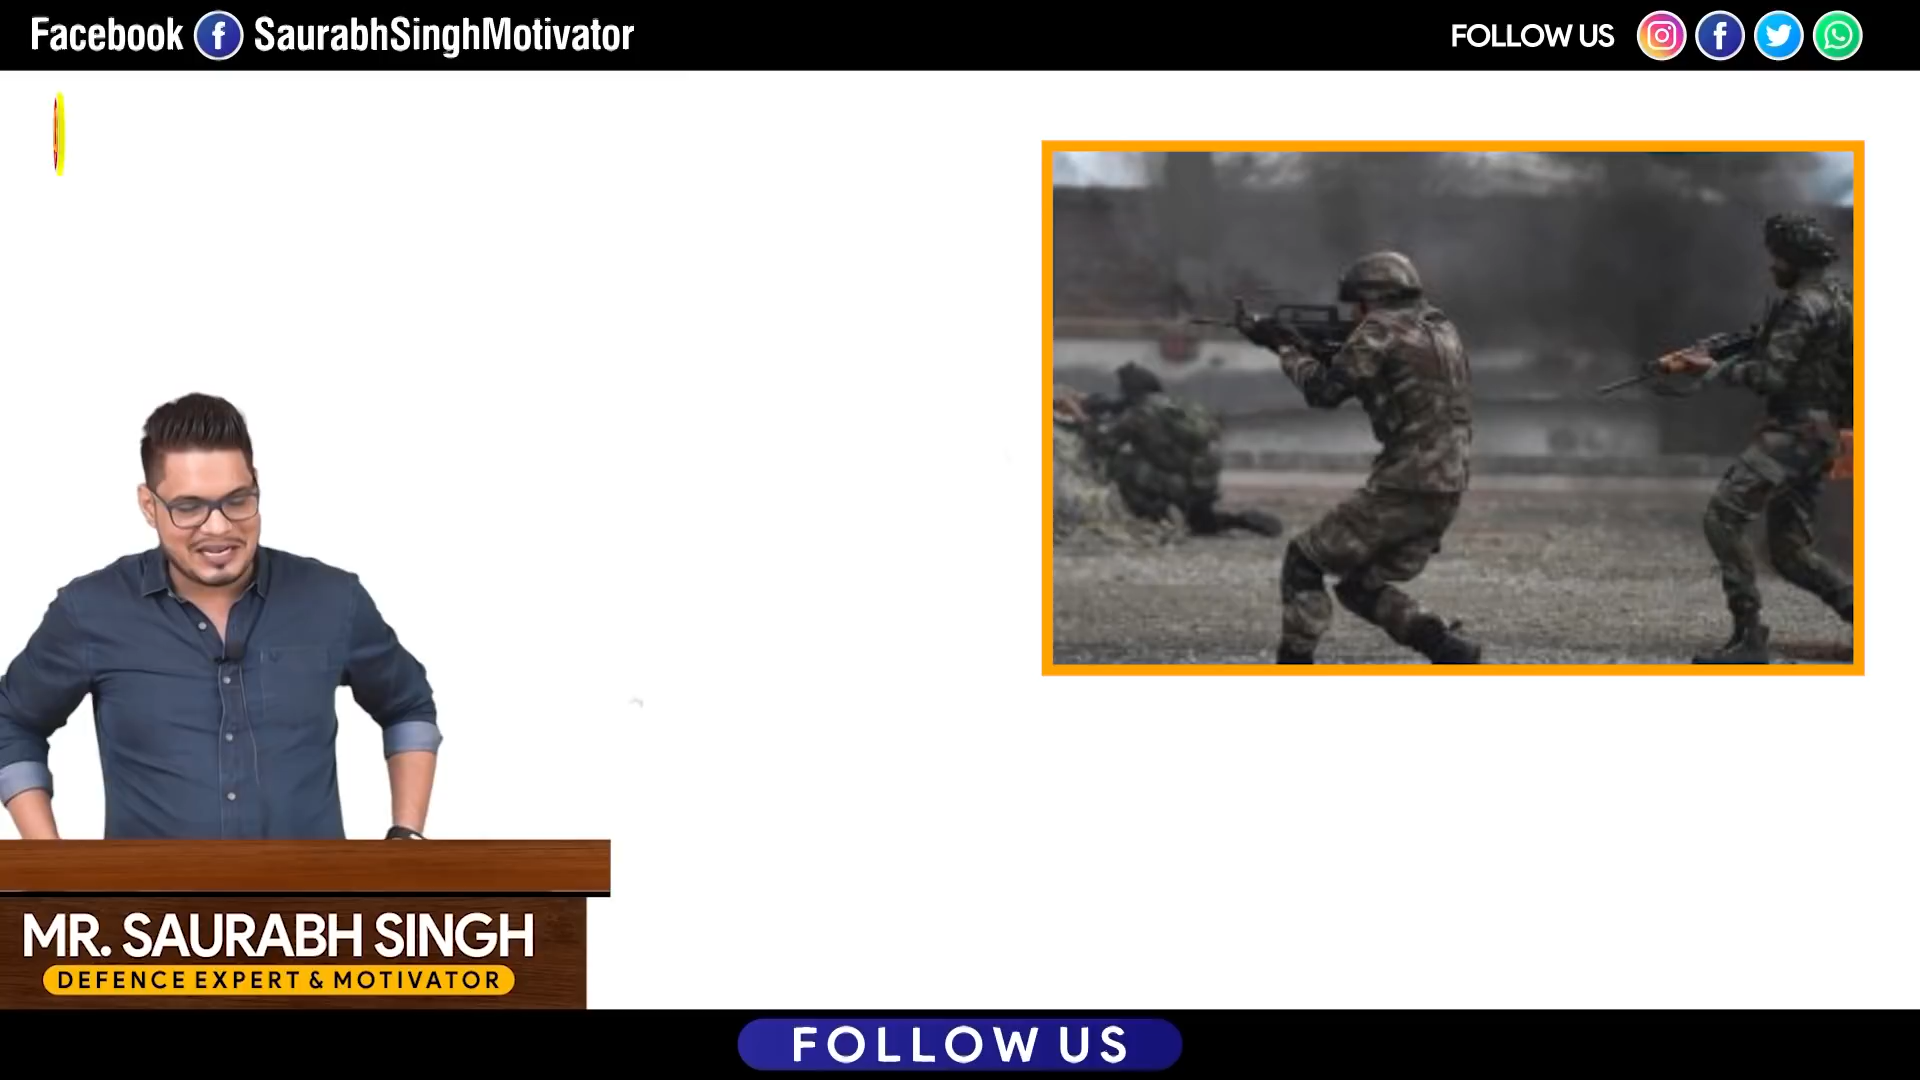 Facebook f SaurabhSinghMotivator
FOLLOW US
MR. SAURABH SINGH
DEFENCE EXPERT & MOTIVATOR
FOLLOW US